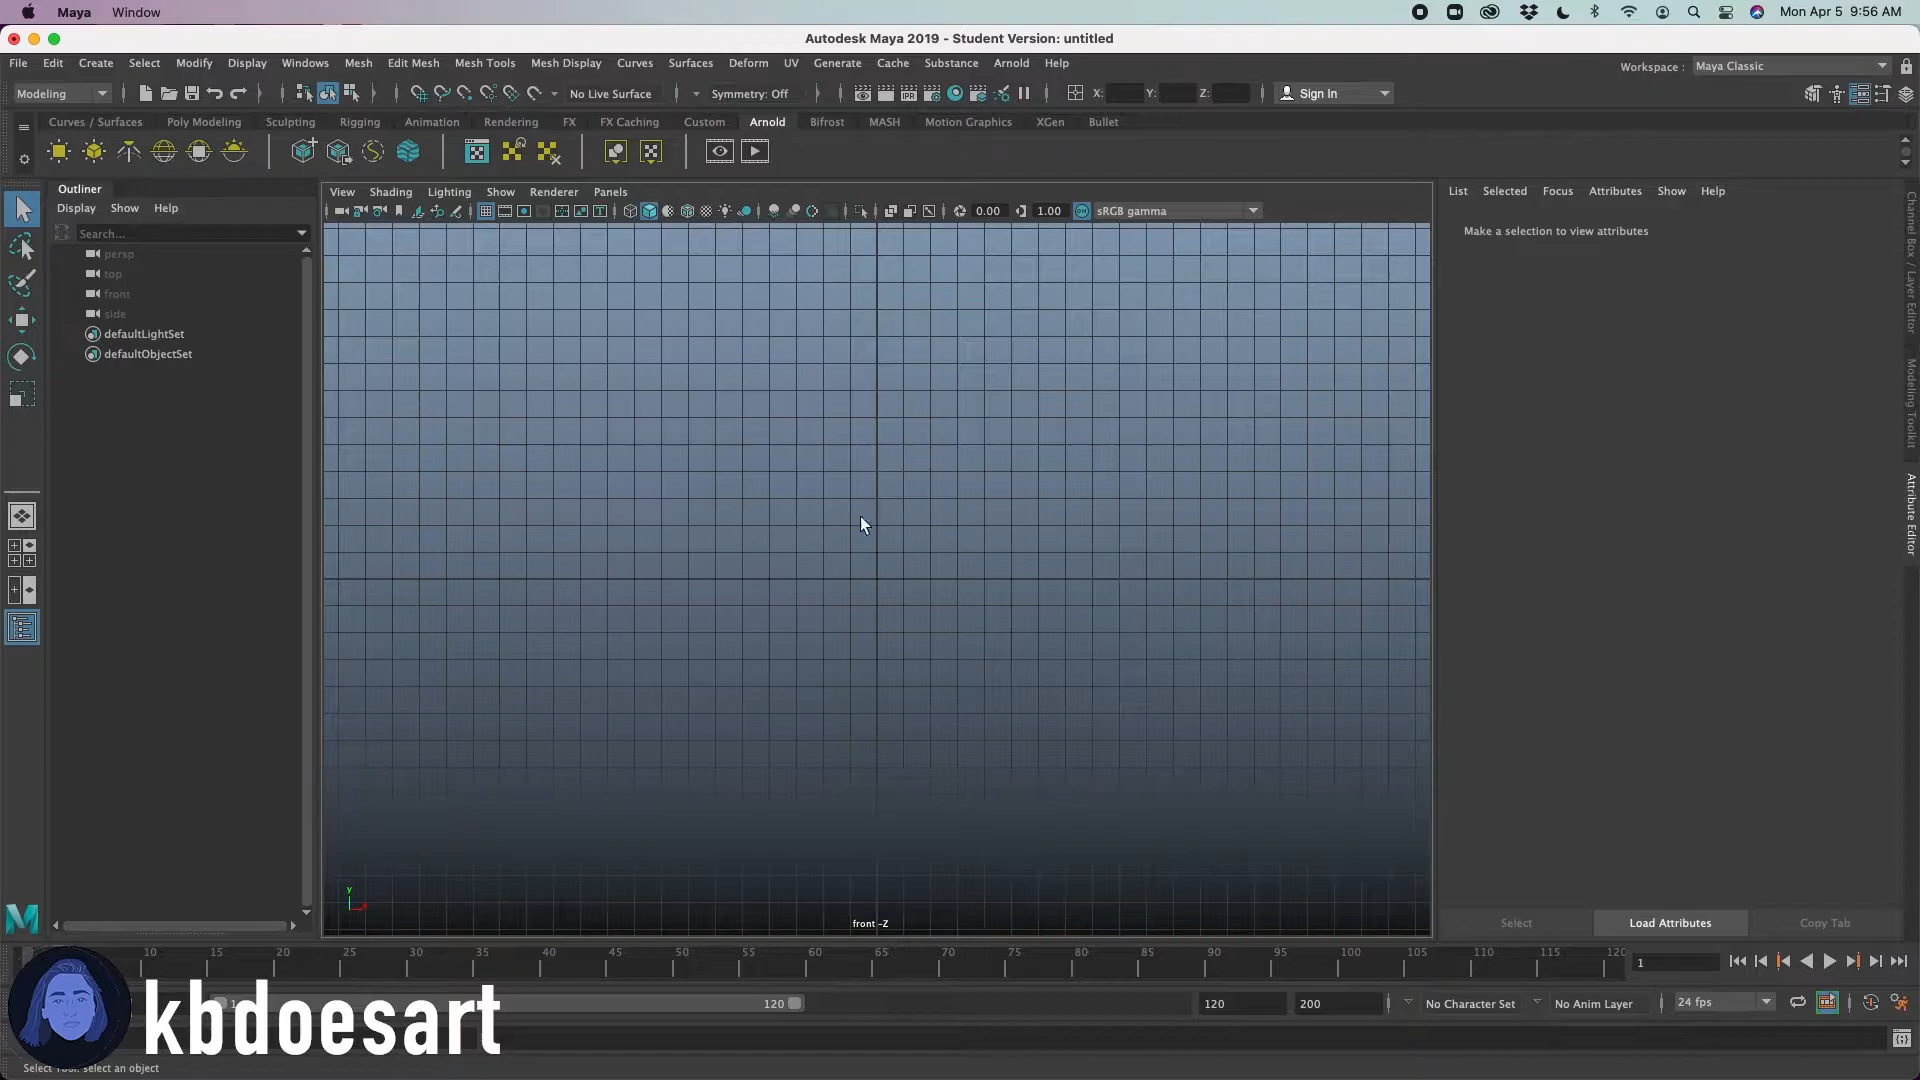 Maya Window Mon Apr 5 9:56 AM
Autodesk Maya 2019 - Student Version: untitled
File Edit Create Select Modify Display Windows Mesh Edit Mesh Mesh Tools Mesh Display Curves Surfaces Deform UV Generate Cache Substance Arnold Help Workspace : Maya Classic
Modeling No Live Surface Symmetry: Off X: Y: Z: Sign In
Curves / Surfaces Poly Modeling Sculpting Rigging Animation Rendering FX FX Caching Custom Arnold Bifrost MASH Motion Graphics XGen Bullet
Outliner
Display Show Help
Search...
persp
top
front
side
defaultLightSet
defaultObjectSet
View Shading Lighting Show Renderer Panels
0.00 1.00 sRGB gamma
y
front -Z
List Selected Focus Attributes Show Help
Make a selection to view attributes
Select Load Attributes Copy Tab
Channel Box / Layer Editor
Modeling Toolkit
Attribute Editor
10 15 20 25 30 35 40 45 50 55 60 65 70 75 80 85 90 95 100 105 110 115 120 1
1 120 120 200 No Character Set No Anim Layer 24 fps
kbdoesart
Select Tool: select an object